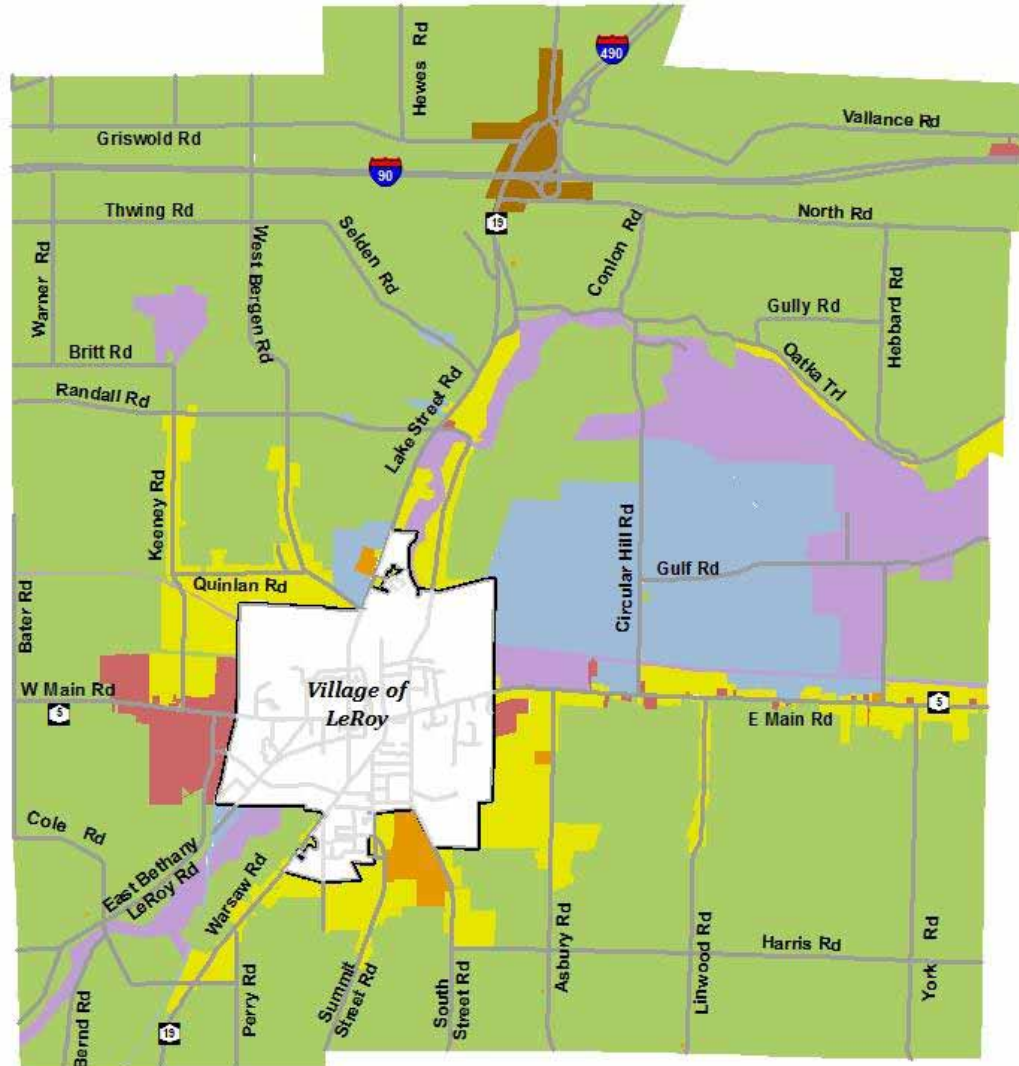 Hewes Rd
490
Vallance Rd
Griswold Rd
90
Thwing Rd
19
North Rd
Selden Rd
Conlon Rd
West Bergen Rd
Warner Rd
Hebbard Rd
Gully Rd
Britt Rd
Oatka Trl
Randall Rd
Lake Street Rd
Keeney Rd
Circular Hill Rd
Gulf Rd
Quinlan Rd
Bater Rd
W Main Rd
5
Village of
LeRoy
5
E Main Rd
Cole Rd
East Bethany
LeRoy Rd
Warsaw Rd
Harris Rd
Asbury Rd
Linwood Rd
York Rd
Summit
Street Rd
South
Street Rd
Perry Rd
19
Bernd Rd